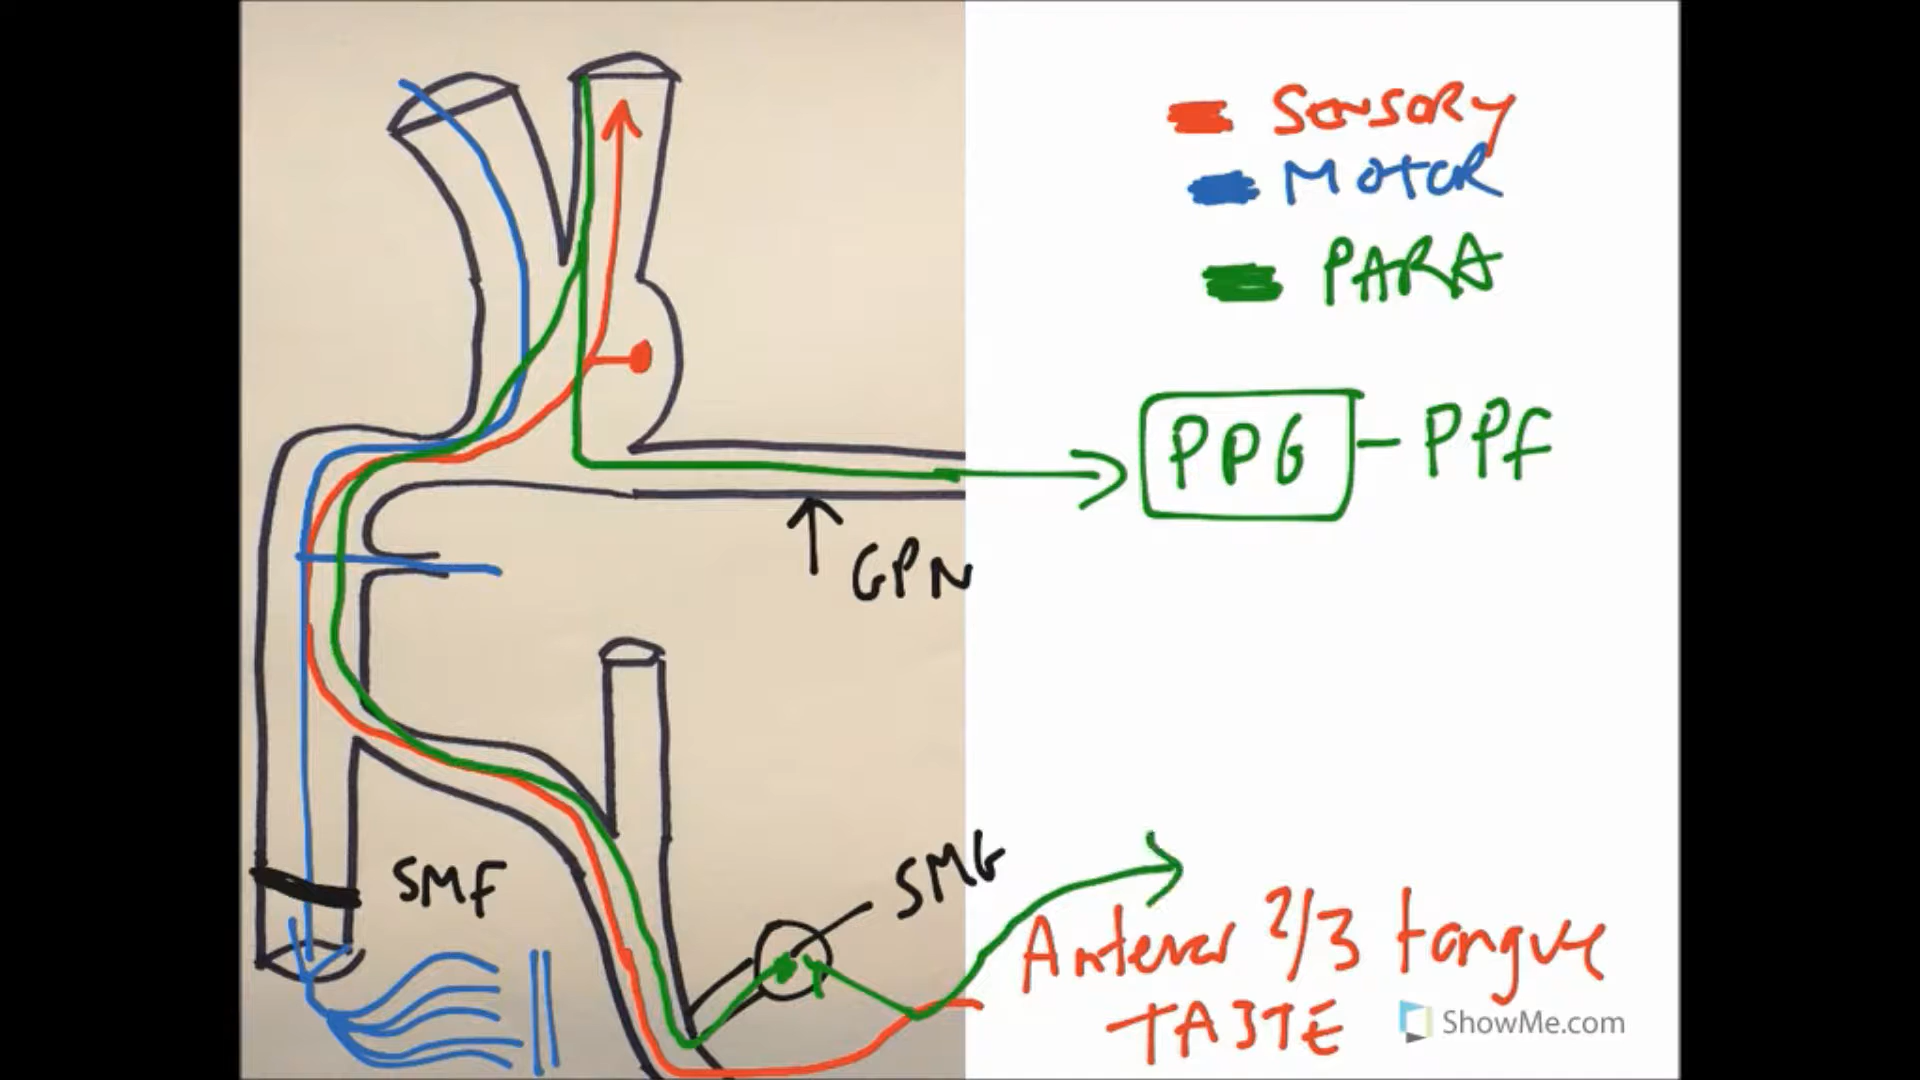 SENSORY
MOTOR
PARA
PPG - PPF
GPN
SMF
SMG
Anterior 2/3 tongue
TASTE
ShowMe.com